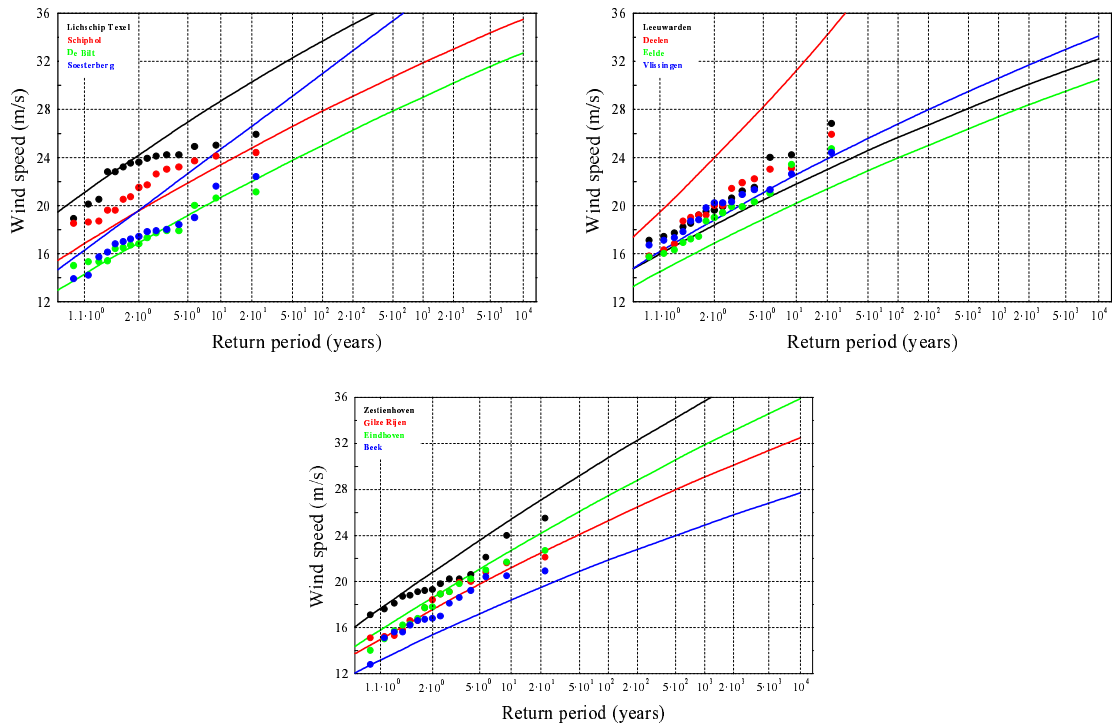 36
32
28
24
20
16
12
Wind speed (m/s)
Lichschip Texel
Schiphol
De Bilt
Soesterberg
1.1·10⁰ 2·10⁰ 5·10⁰ 10¹ 2·10¹ 5·10¹ 10² 2·10² 5·10² 10³ 2·10³ 5·10³ 10⁴
Return period (years)
36
32
28
24
20
16
12
Wind speed (m/s)
Leeuwarden
Deelen
Eelde
Vlissingen
1.1·10⁰ 2·10⁰ 5·10⁰ 10¹ 2·10¹ 5·10¹ 10² 2·10² 5·10² 10³ 2·10³ 5·10³ 10⁴
Return period (years)
36
32
28
24
20
16
12
Wind speed (m/s)
Zestienhoven
Gilze Rijen
Eindhoven
Beek
1.1·10⁰ 2·10⁰ 5·10⁰ 10¹ 2·10¹ 5·10¹ 10² 2·10² 5·10² 10³ 2·10³ 5·10³ 10⁴
Return period (years)